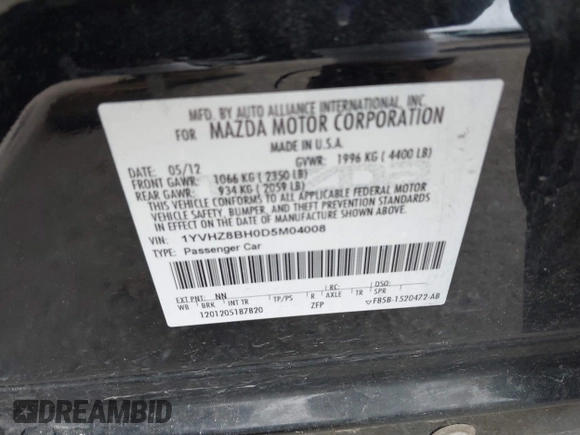 MFD. BY AUTO ALLIANCE INTERNATIONAL, INC.
FOR MAZDA MOTOR CORPORATION
MADE IN U.S.A.
DATE: 05/12 GVWR: 1996 KG ( 4400 LB)
FRONT GAWR: 1066 KG ( 2350 LB)
REAR GAWR: 934 KG ( 2059 LB)
THIS VEHICLE CONFORMS TO ALL APPLICABLE FEDERAL MOTOR
VEHICLE SAFETY, BUMPER, AND THEFT PREVENTION STANDARDS
IN EFFECT ON THE DATE OF MANUFACTURE SHOWN ABOVE.
VIN: 1YVHZ8BH0D5M04008
TYPE: Passenger Car
EXT PNT: NN RC: DSO:
WB BRK INT TR TP/PS R AXLE TR SPR
1201205187820 ZFP F85B-1520472-AB
DREAMBID